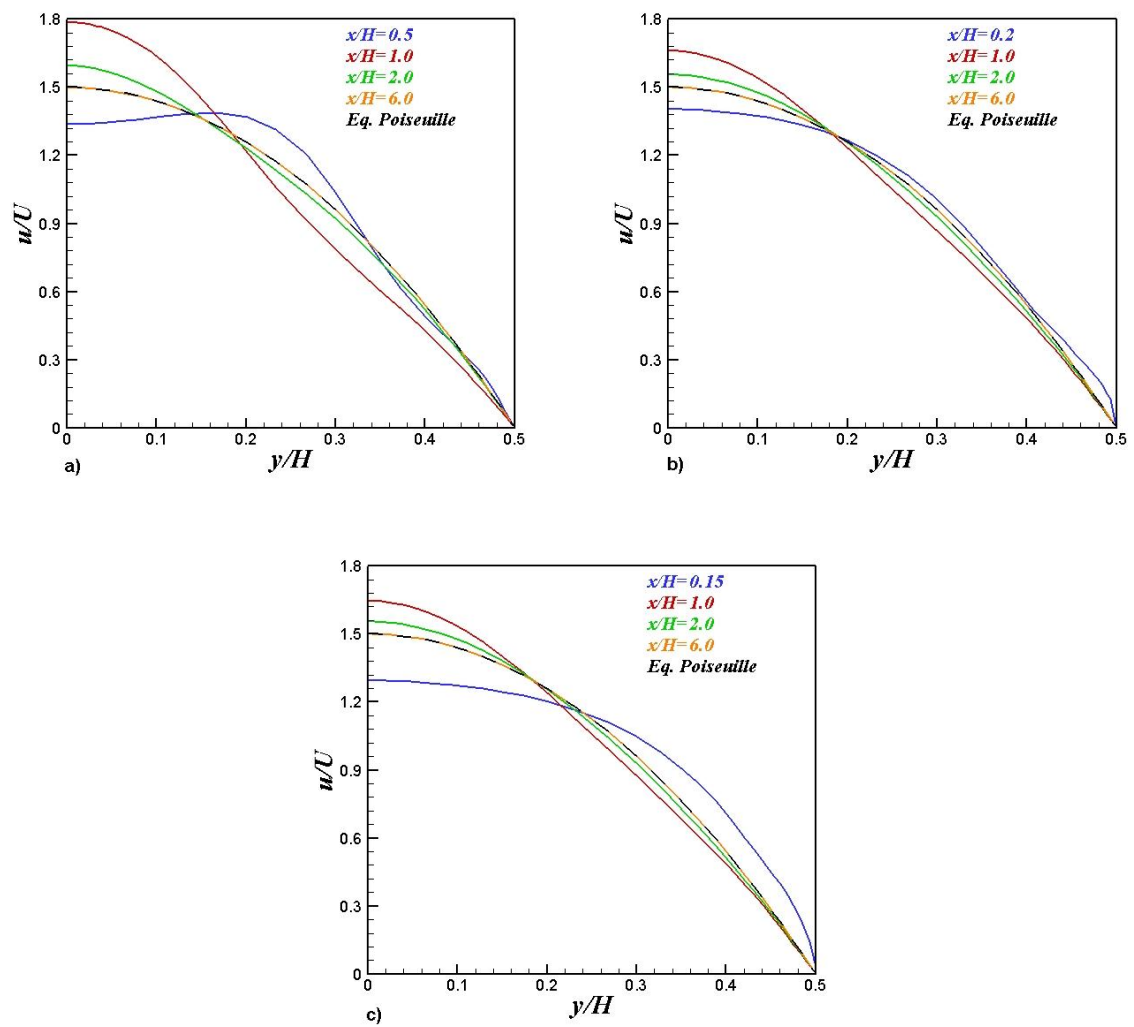 1.8
1.5
1.2
0.9
0.6
0.3
0
u/U
x/H=0.5
x/H=1.0
x/H=2.0
x/H=6.0
Eq. Poiseuille
0 0.1 0.2 0.3 0.4 0.5
y/H
a)
1.8
1.5
1.2
0.9
0.6
0.3
0
u/U
x/H=0.2
x/H=1.0
x/H=2.0
x/H=6.0
Eq. Poiseuille
0 0.1 0.2 0.3 0.4 0.5
y/H
b)
1.8
1.5
1.2
0.9
0.6
0.3
0
u/U
x/H=0.15
x/H=1.0
x/H=2.0
x/H=6.0
Eq. Poiseuille
0 0.1 0.2 0.3 0.4 0.5
y/H
c)